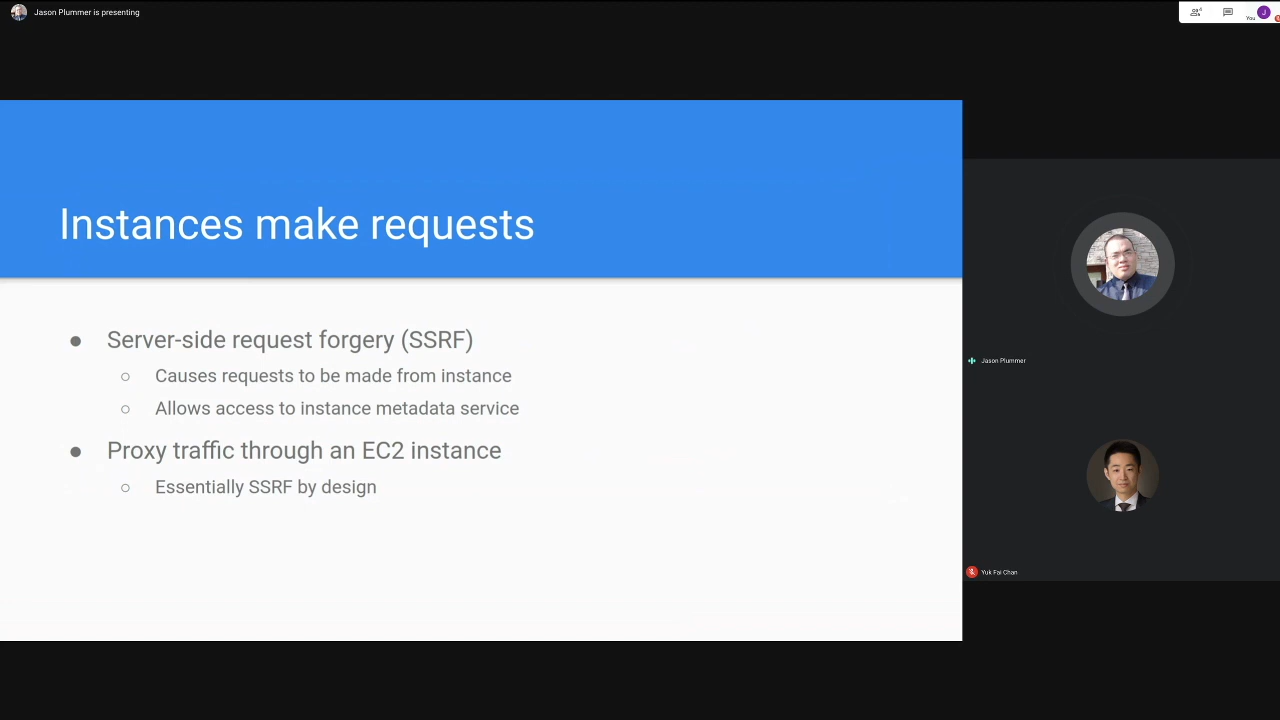 Jason Plummer is presenting
4
You
J
Instances make requests
● Server-side request forgery (SSRF)
○ Causes requests to be made from instance
○ Allows access to instance metadata service
● Proxy traffic through an EC2 instance
○ Essentially SSRF by design
Jason Plummer
Yuk Fai Chan